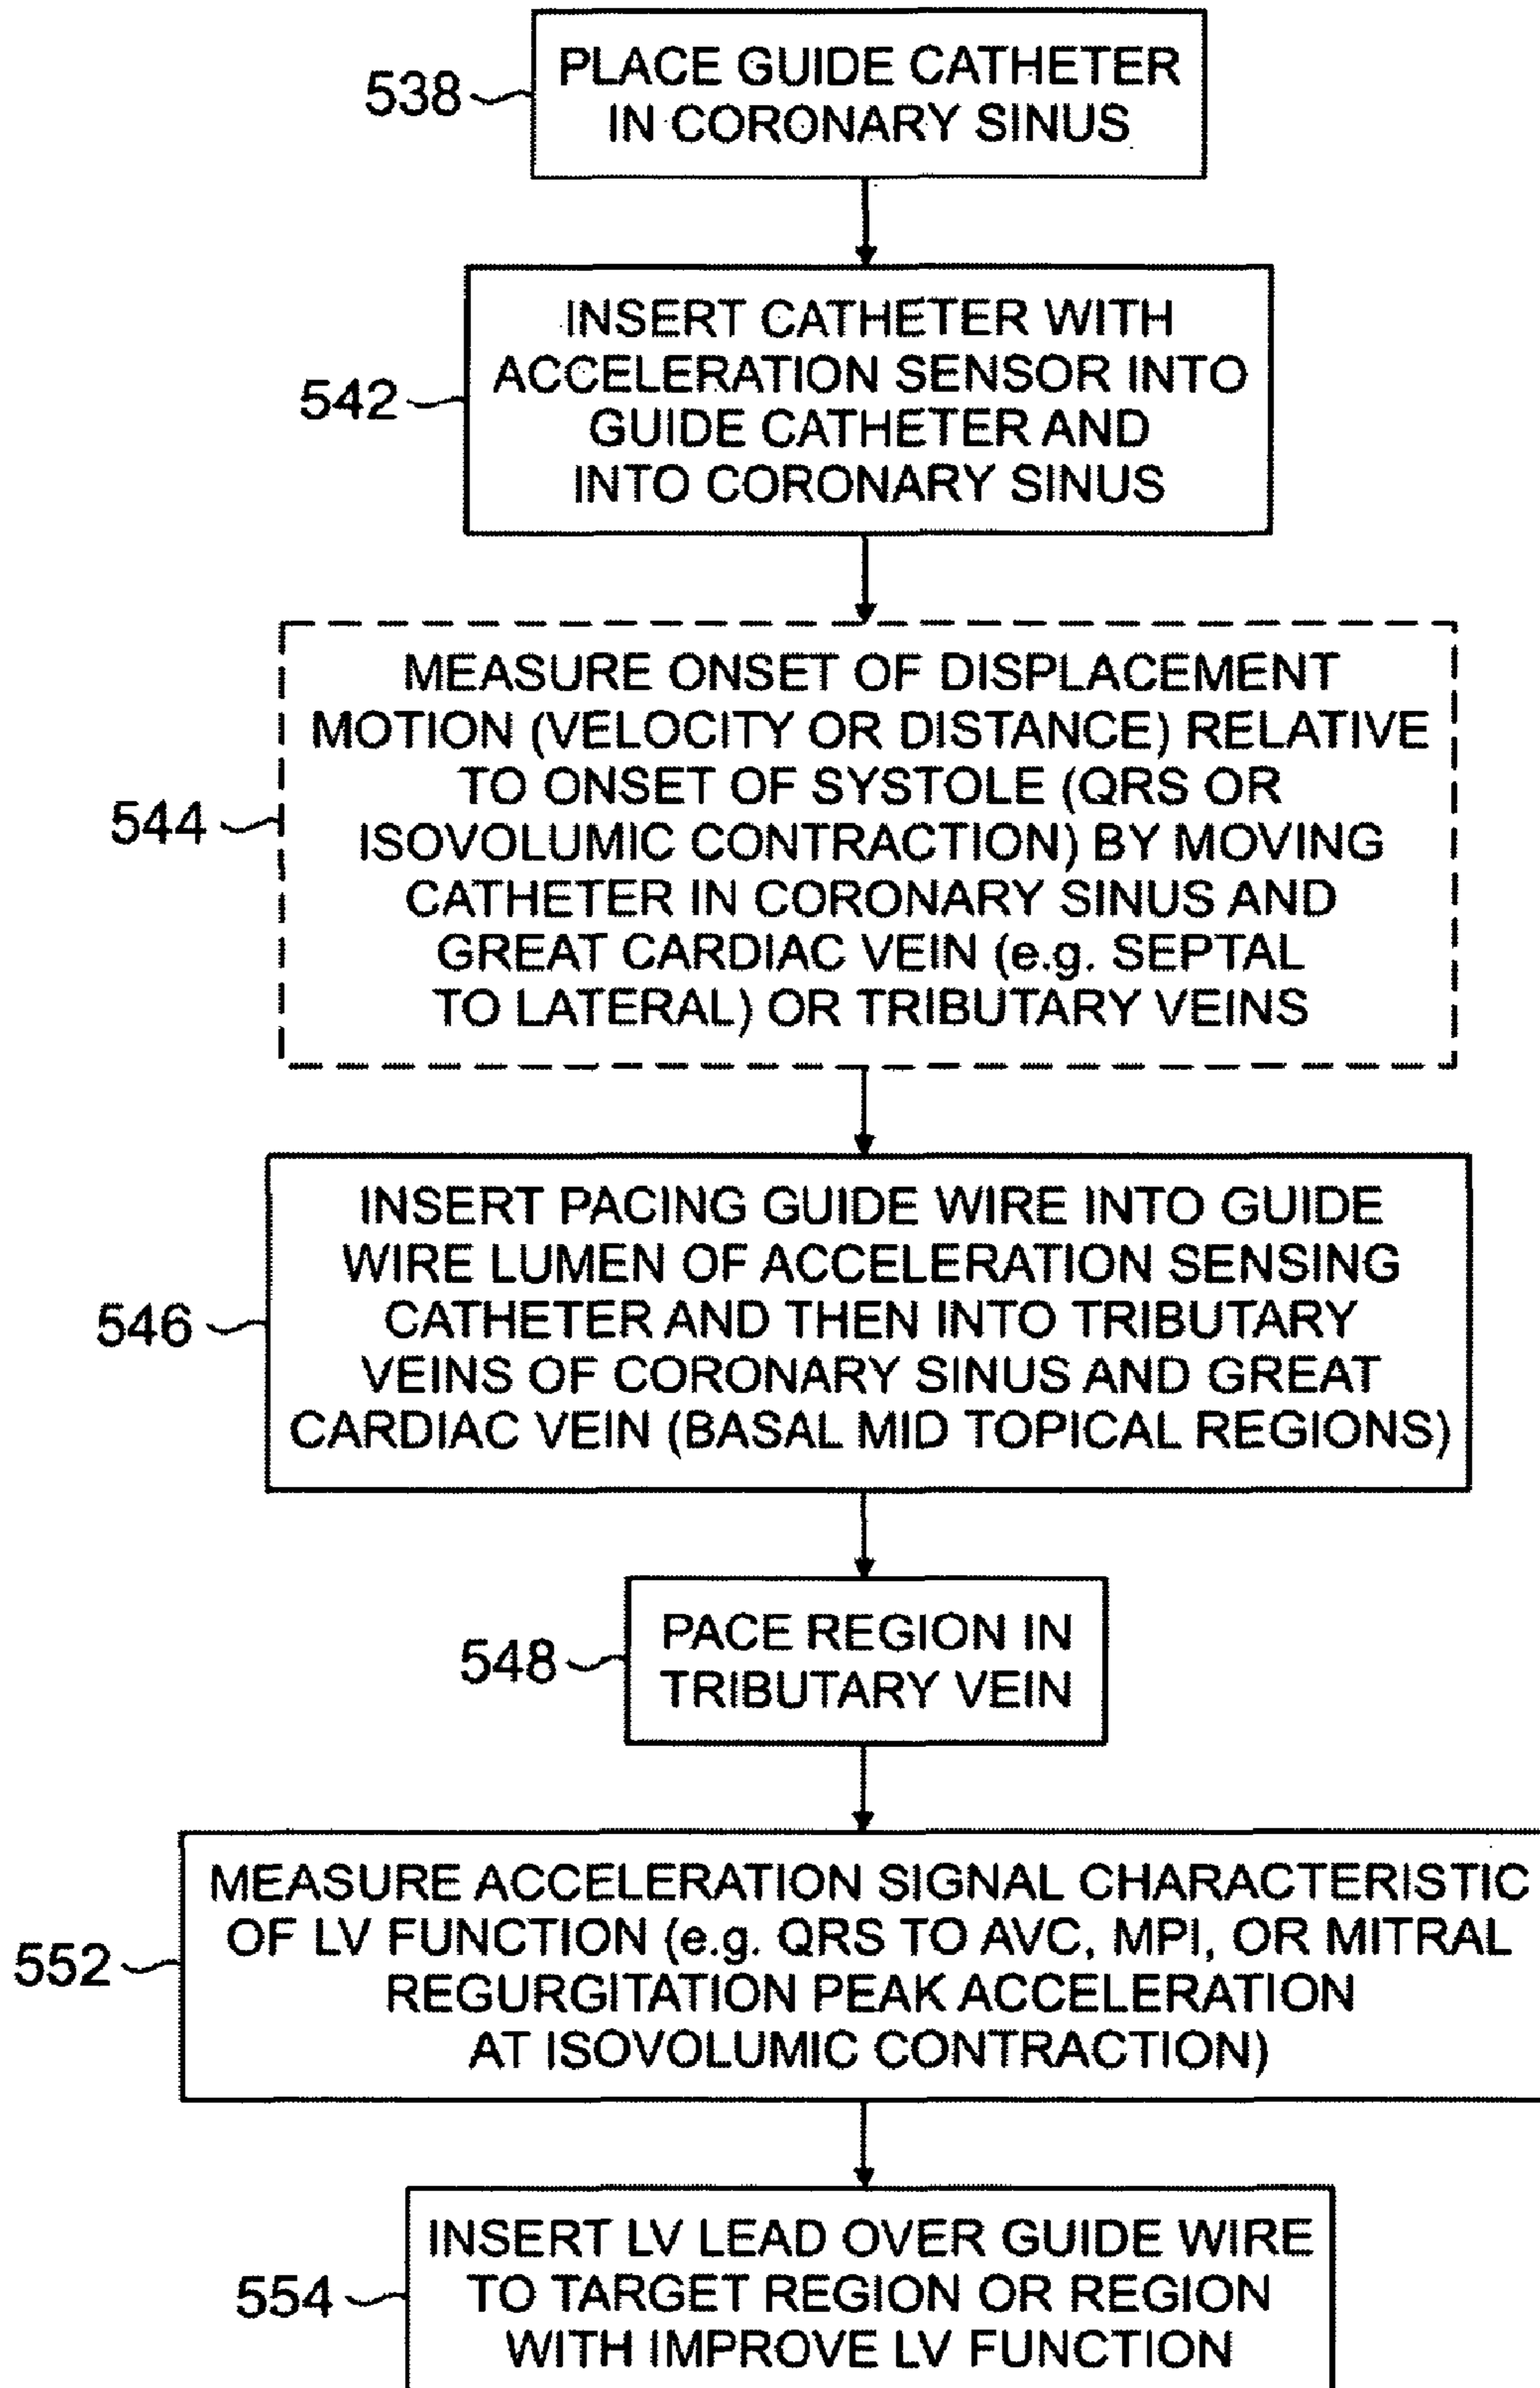 538
PLACE GUIDE CATHETER
IN CORONARY SINUS
542
INSERT CATHETER WITH
ACCELERATION SENSOR INTO
GUIDE CATHETER AND
INTO CORONARY SINUS
544
MEASURE ONSET OF DISPLACEMENT
MOTION (VELOCITY OR DISTANCE) RELATIVE
TO ONSET OF SYSTOLE (QRS OR
ISOVOLUMIC CONTRACTION) BY MOVING
CATHETER IN CORONARY SINUS AND
GREAT CARDIAC VEIN (e.g. SEPTAL
TO LATERAL) OR TRIBUTARY VEINS
546
INSERT PACING GUIDE WIRE INTO GUIDE
WIRE LUMEN OF ACCELERATION SENSING
CATHETER AND THEN INTO TRIBUTARY
VEINS OF CORONARY SINUS AND GREAT
CARDIAC VEIN (BASAL MID TOPICAL REGIONS)
548
PACE REGION IN
TRIBUTARY VEIN
552
MEASURE ACCELERATION SIGNAL CHARACTERISTIC
OF LV FUNCTION (e.g. QRS TO AVC, MPI, OR MITRAL
REGURGITATION PEAK ACCELERATION
AT ISOVOLUMIC CONTRACTION)
554
INSERT LV LEAD OVER GUIDE WIRE
TO TARGET REGION OR REGION
WITH IMPROVE LV FUNCTION